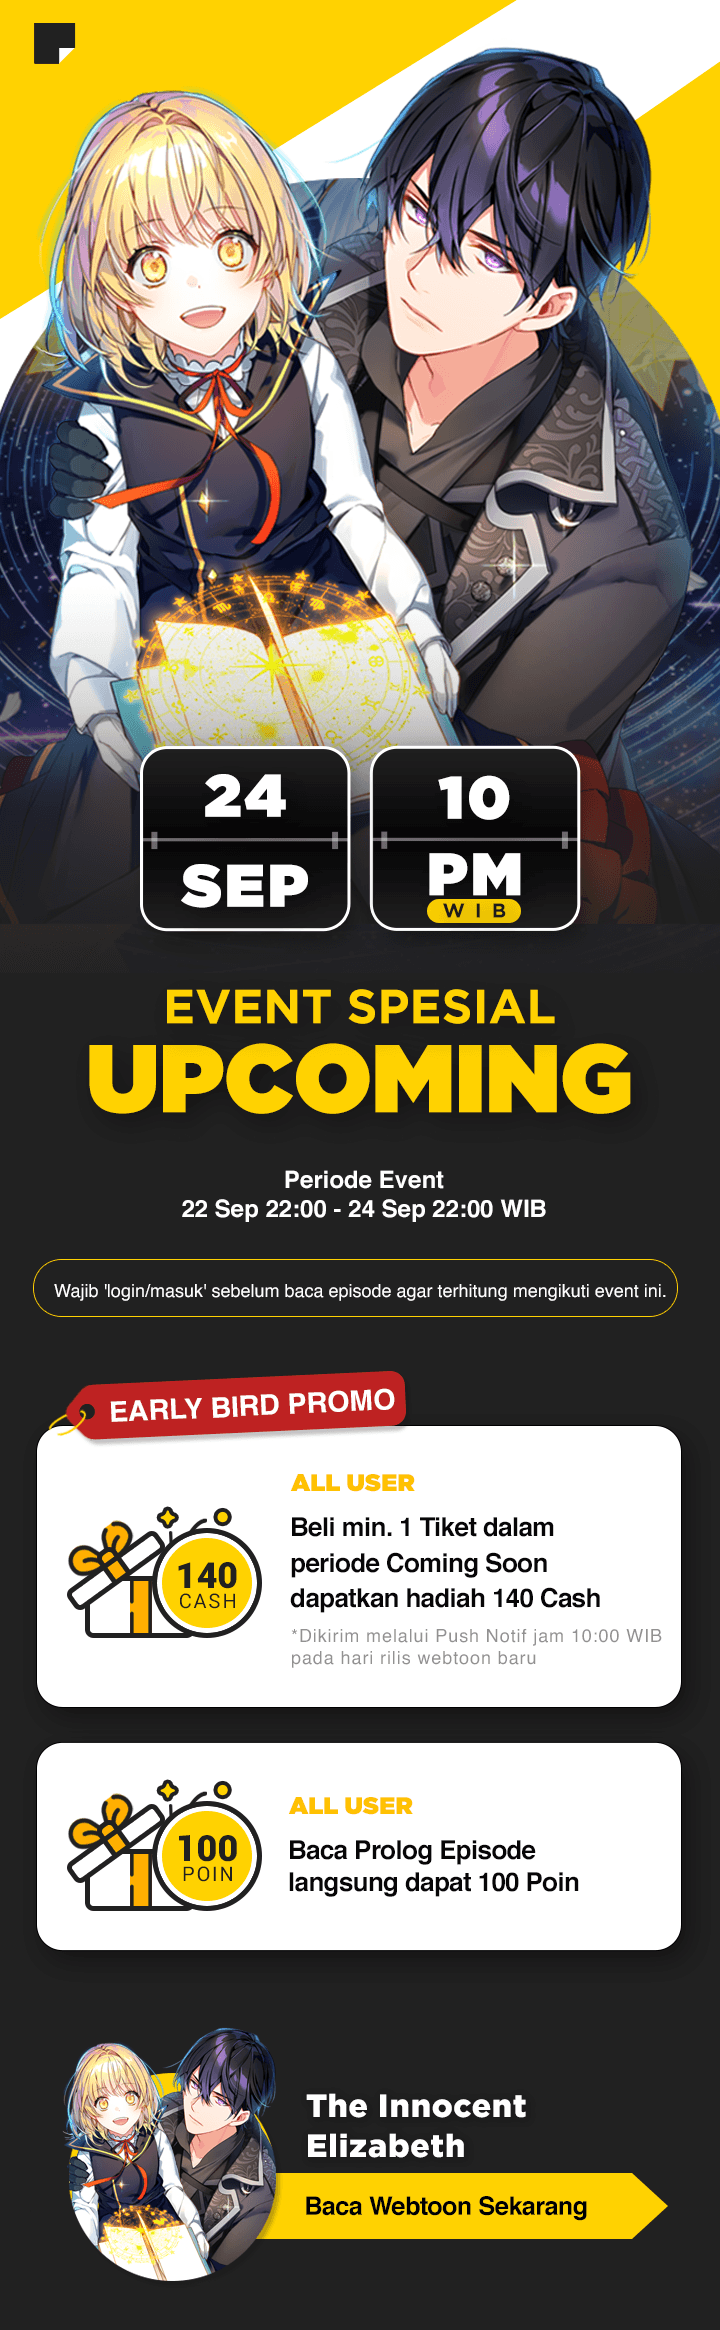 24
SEP
10
PM
WIB
EVENT SPESIAL
UPCOMING
Periode Event
22 Sep 22:00 - 24 Sep 22:00 WIB
Wajib 'login/masuk' sebelum baca episode agar terhitung mengikuti event ini.
EARLY BIRD PROMO
ALL USER
Beli min. 1 Tiket dalam
periode Coming Soon
dapatkan hadiah 140 Cash
*Dikirim melalui Push Notif jam 10:00 WIB
pada hari rilis webtoon baru
140
CASH
ALL USER
Baca Prolog Episode
langsung dapat 100 Poin
100
POIN
The Innocent
Elizabeth
Baca Webtoon Sekarang